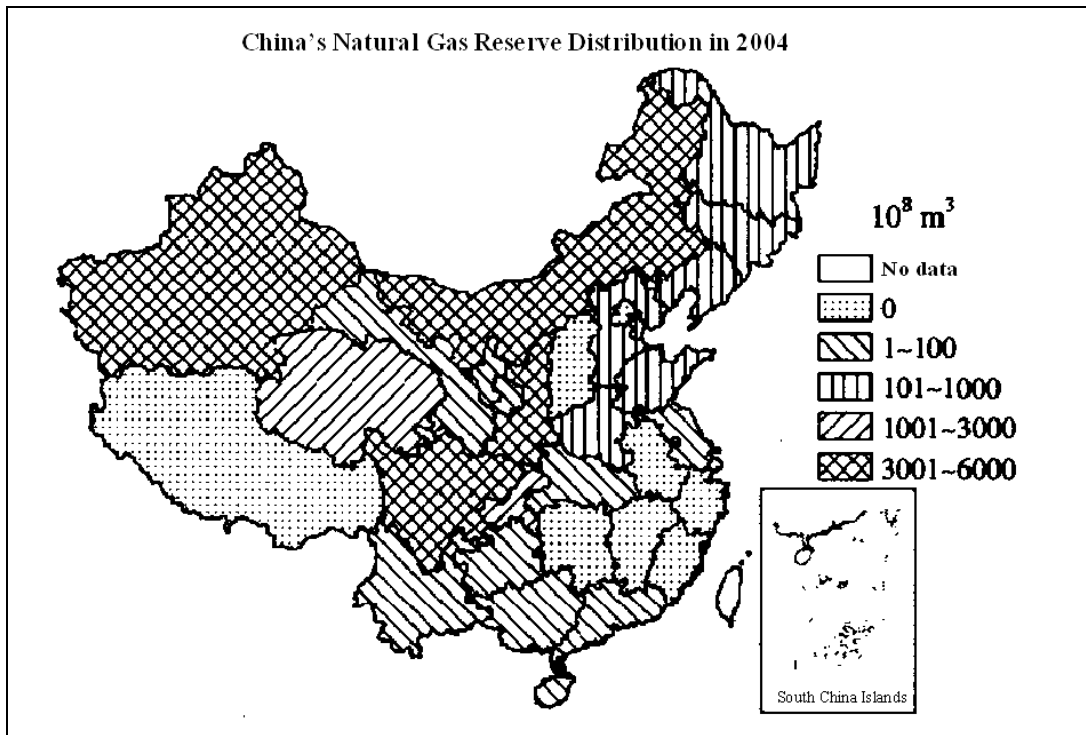 China's Natural Gas Reserve Distribution in 2004
10⁸ m³
No data
0
1~100
101~1000
1001~3000
3001~6000
South China Islands